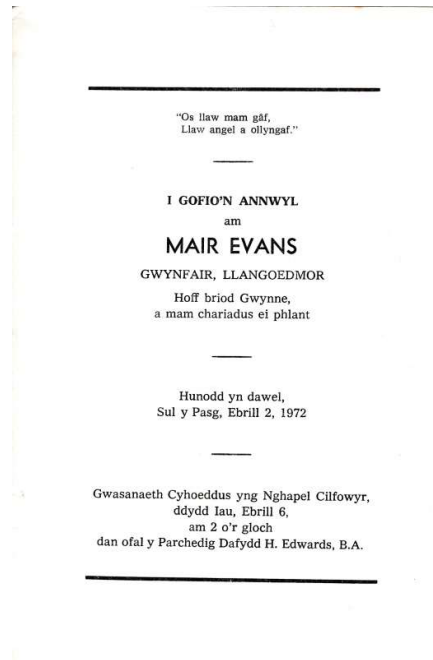 "Os llaw mam gâf,
Llaw angel a ollyngaf."
I GOFIO'N ANNWYL
am
MAIR EVANS
GWYNFAIR, LLANGOEDMOR
Hoff briod Gwynne,
a mam chariadus ei phlant
Hunodd yn dawel,
Sul y Pasg, Ebrill 2, 1972
Gwasanaeth Cyhoeddus yng Nghapel Cilfowyr,
ddydd Iau, Ebrill 6,
am 2 o'r gloch
dan ofal y Parchedig Dafydd H. Edwards, B.A.